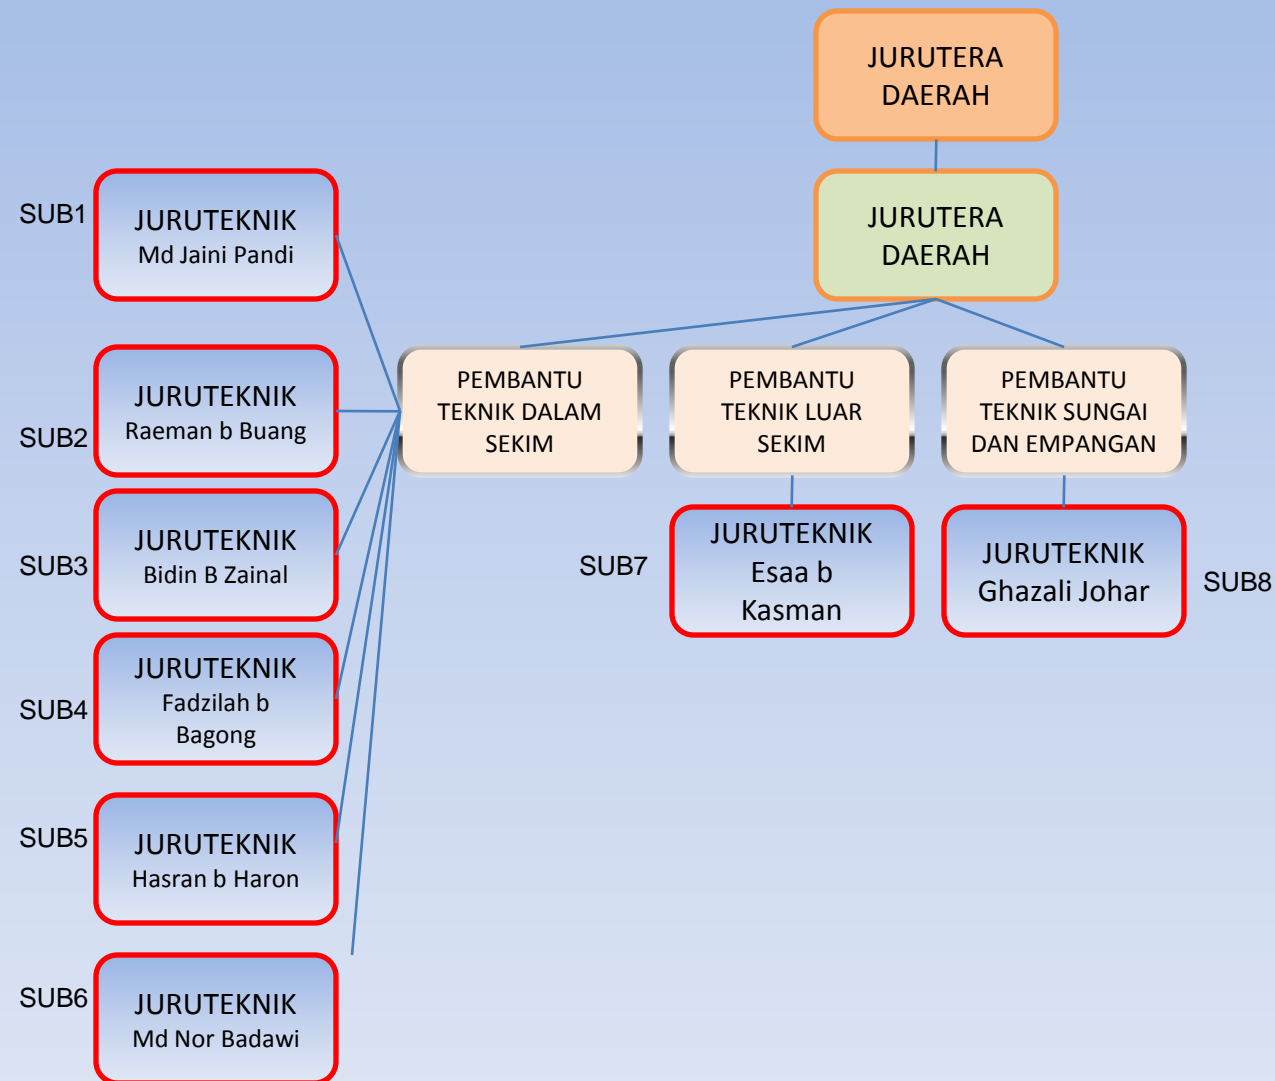 JURUTERA
DAERAH
JURUTERA
DAERAH
SUB1
JURUTEKNIK
Md Jaini Pandi
PEMBANTU
TEKNIK DALAM
SEKIM
PEMBANTU
TEKNIK LUAR
SEKIM
PEMBANTU
TEKNIK SUNGAI
DAN EMPANGAN
SUB2
JURUTEKNIK
Raeman b Buang
SUB3
JURUTEKNIK
Bidin B Zainal
SUB7
JURUTEKNIK
Esaa b
Kasman
JURUTEKNIK
Ghazali Johar
SUB8
SUB4
JURUTEKNIK
Fadzilah b
Bagong
SUB5
JURUTEKNIK
Hasran b Haron
SUB6
JURUTEKNIK
Md Nor Badawi